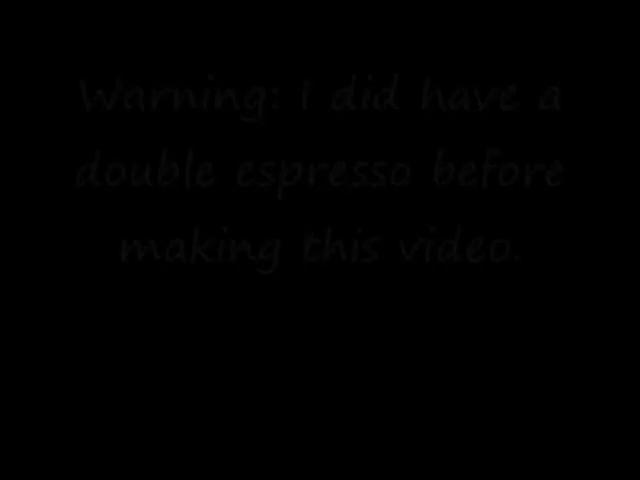 Warning: I did have a
double espresso before
making this video.